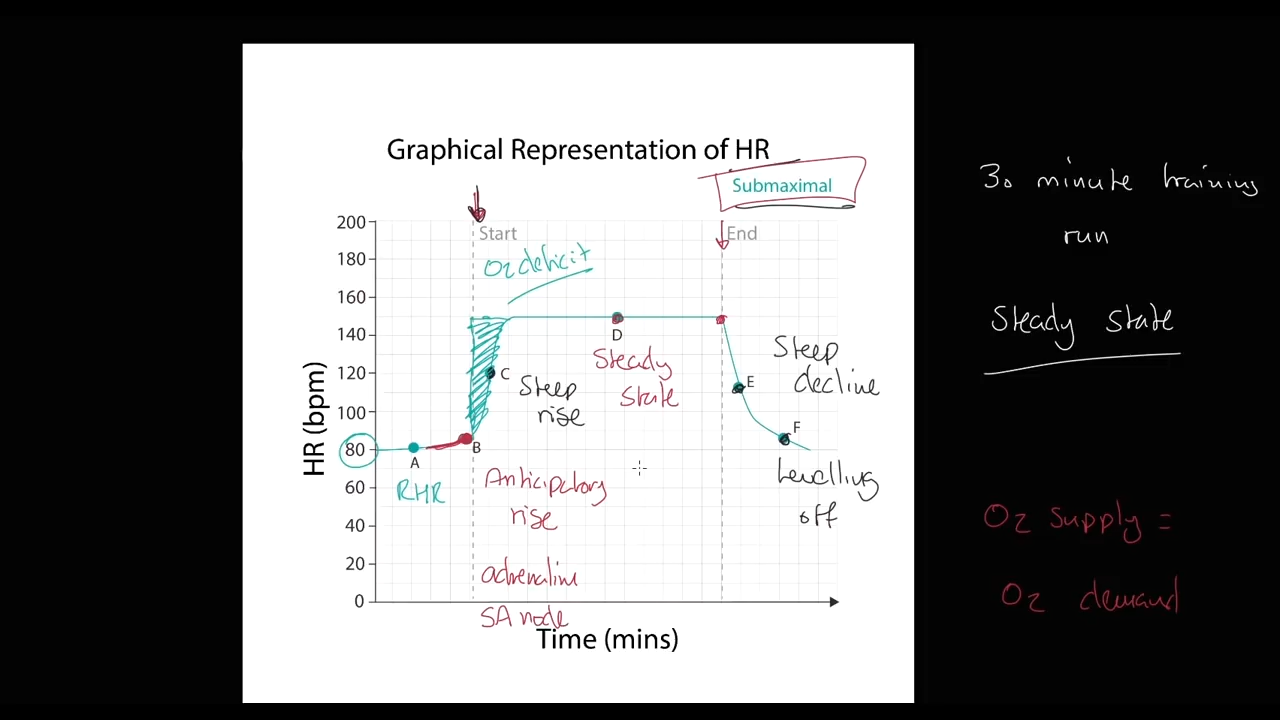 Graphical Representation of HR
Submaximal
Start
End
O2 deficit
HR (bpm)
200
180
160
140
120
100
80
60
40
20
0
A
B
C
D
E
F
RHR
Steep
rise
Steady
state
Steep
decline
Anticipatory
rise
Levelling
off
adrenaline
SA node
Time (mins)
30 minute training
run
Steady state
O2 supply =
O2 demand